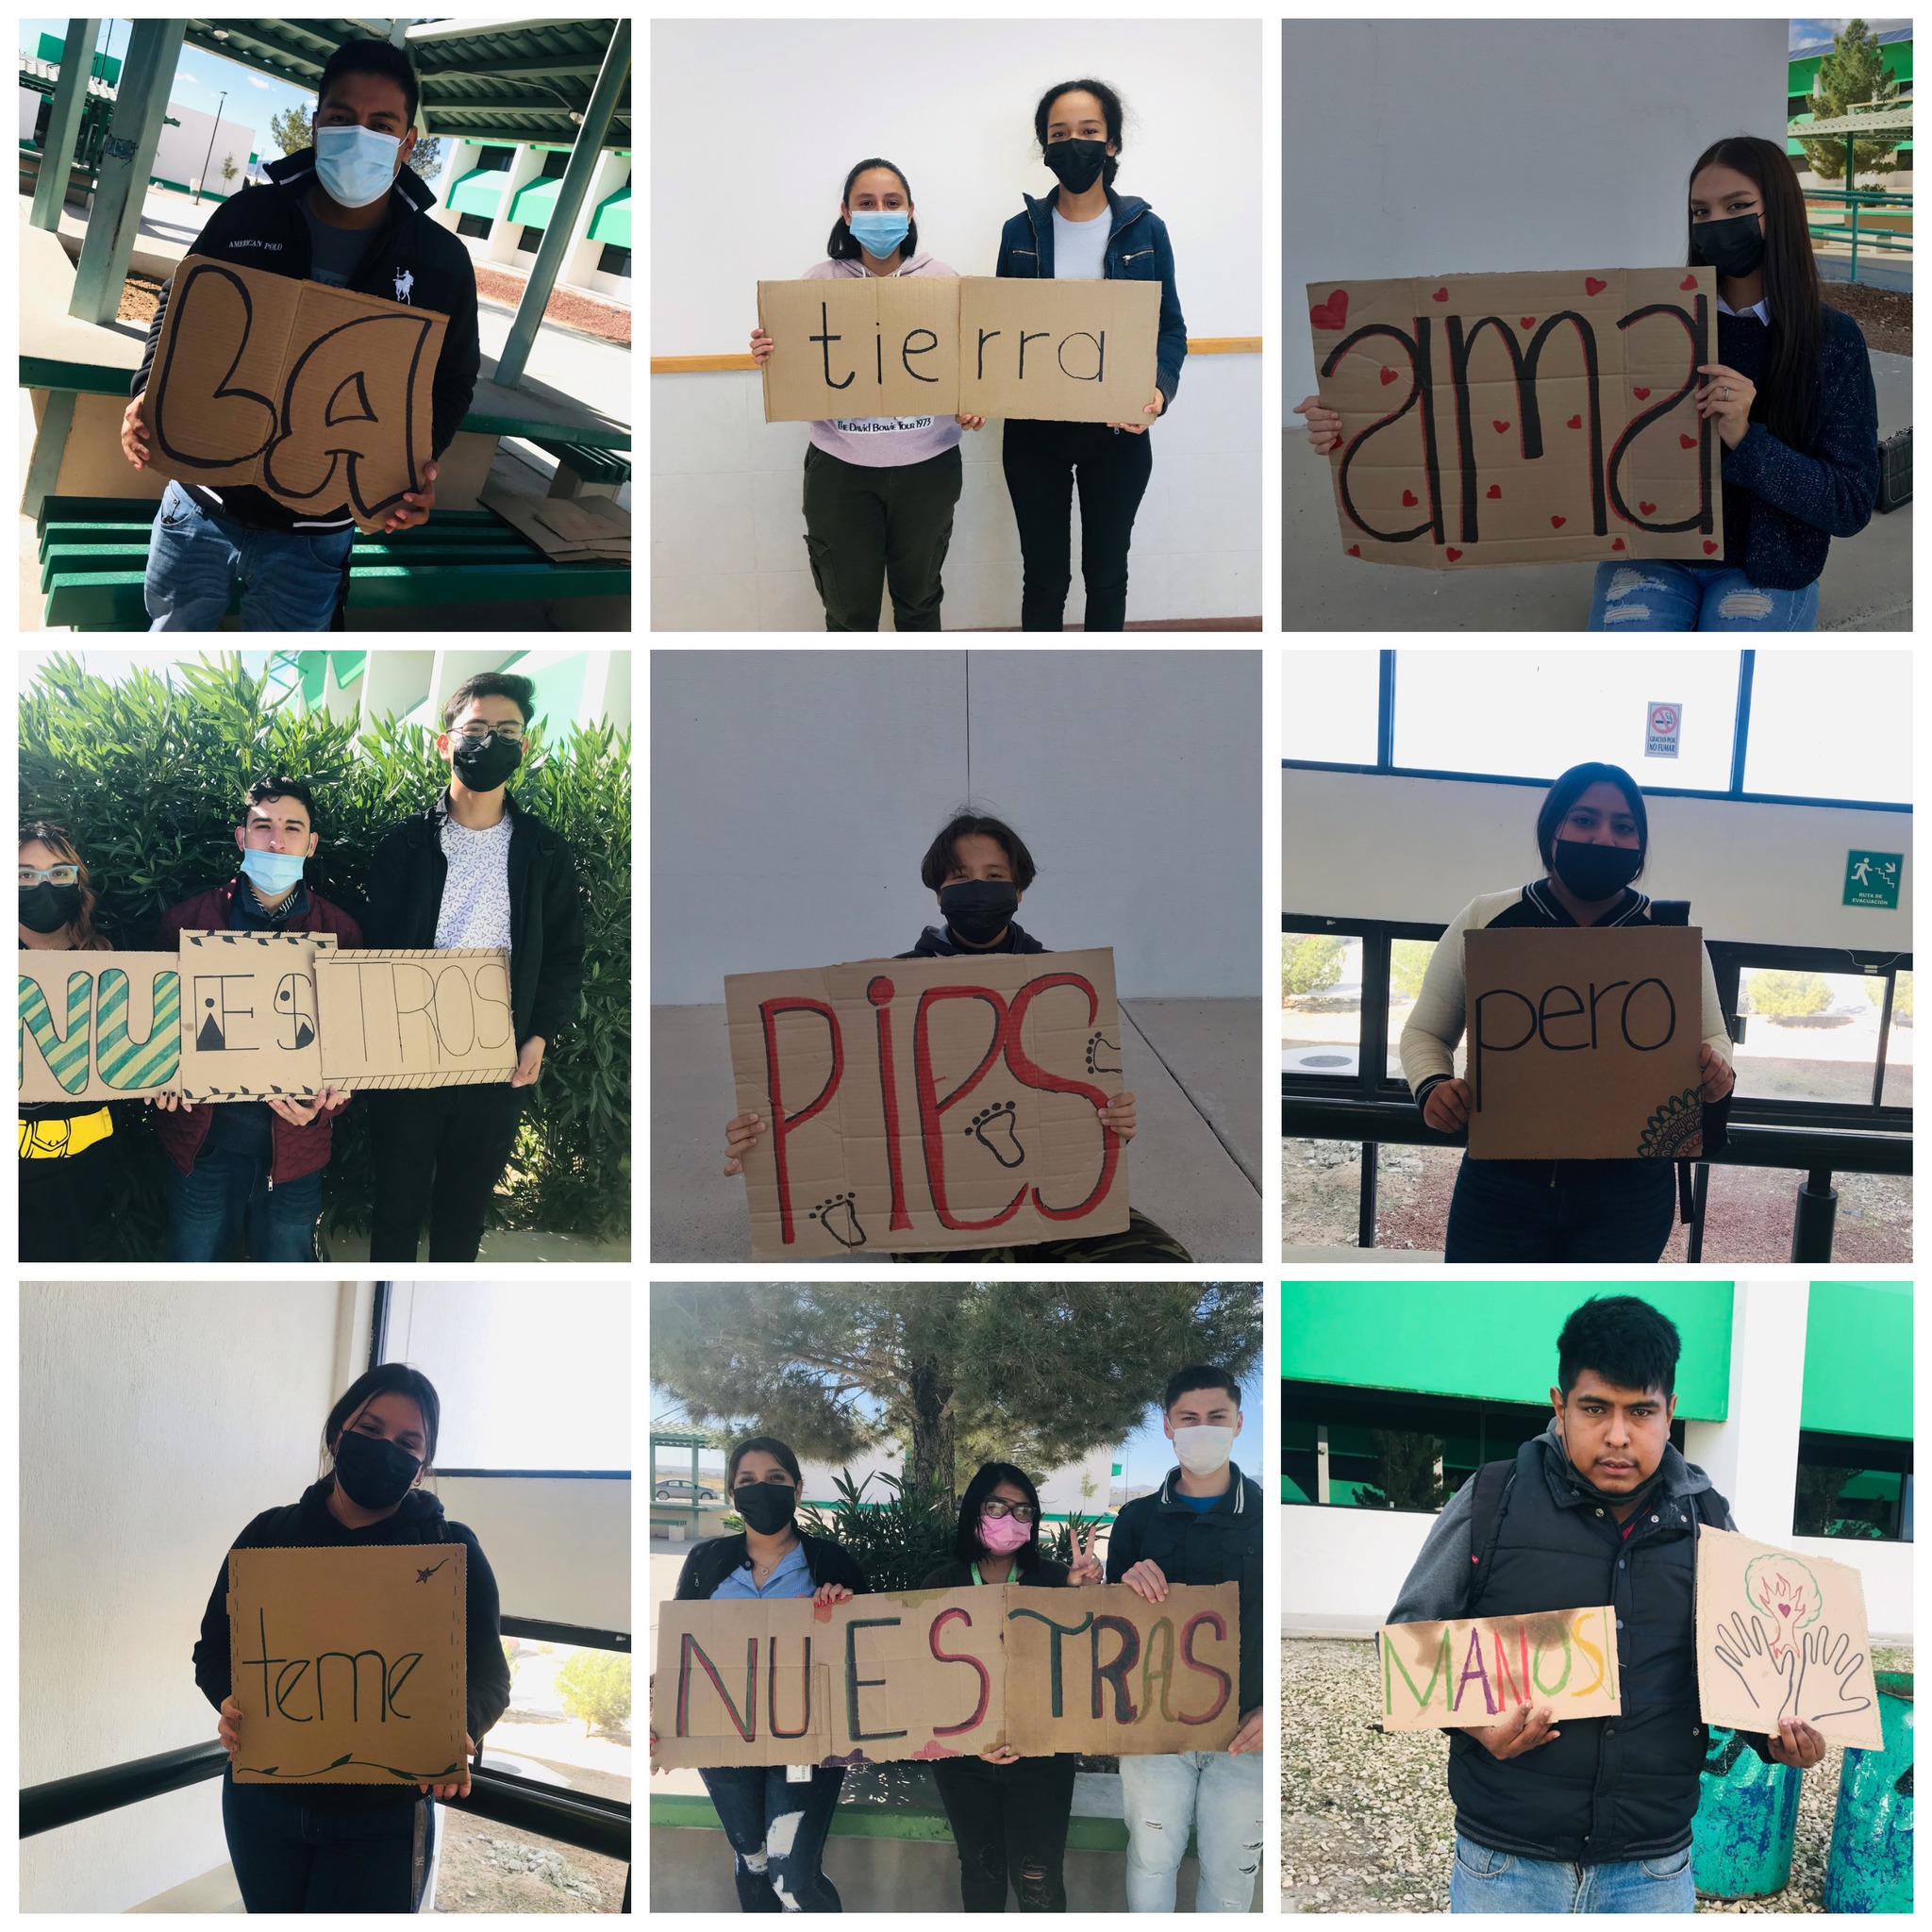 AMERICAN POLO
LA
tierra
The David Bowie Tour 1973
ama
NUESTROS
PIES
GRACIAS POR
NO FUMAR
RUTA DE
EVACUACIÓN
pero
teme
NUESTRAS
MANOS